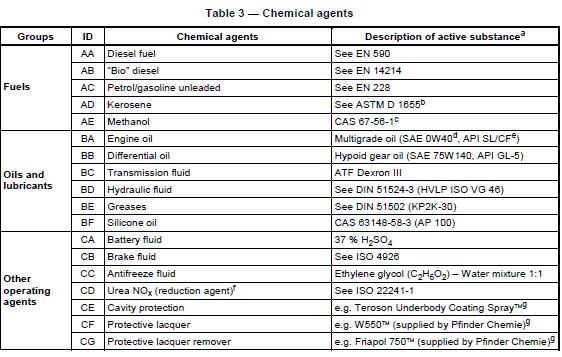 Table 3 — Chemical agents
Groups ID Chemical agents Description of active substance a
Fuels
AA Diesel fuel See EN 590
AB "Bio" diesel See EN 14214
AC Petrol/gasoline unleaded See EN 228
AD Kerosene See ASTM D 1655 b
AE Methanol CAS 67-56-1 c
Oils and lubricants
BA Engine oil Multigrade oil (SAE 0W40 d, API SL/CF e)
BB Differential oil Hypoid gear oil (SAE 75W140, API GL-5)
BC Transmission fluid ATF Dexron III
BD Hydraulic fluid See DIN 51524-3 (HVLP ISO VG 46)
BE Greases See DIN 51502 (KP2K-30)
BF Silicone oil CAS 63148-58-3 (AP 100)
Other operating agents
CA Battery fluid 37 % H2SO4
CB Brake fluid See ISO 4926
CC Antifreeze fluid Ethylene glycol (C2H6O2) – Water mixture 1:1
CD Urea NOx (reduction agent) f See ISO 22241-1
CE Cavity protection e.g. Teroson Underbody Coating Spray™ g
CF Protective lacquer e.g. W550™ (supplied by Pfinder Chemie) g
CG Protective lacquer remover e.g. Friapol 750™ (supplied by Pfinder Chemie) g